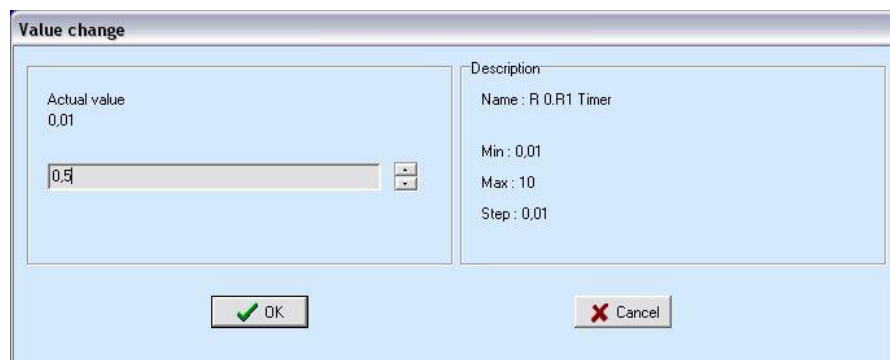 Value change
Actual value
0,01
0,5
Description
Name : R 0.R1 Timer
Min : 0,01
Max : 10
Step : 0,01
OK
Cancel